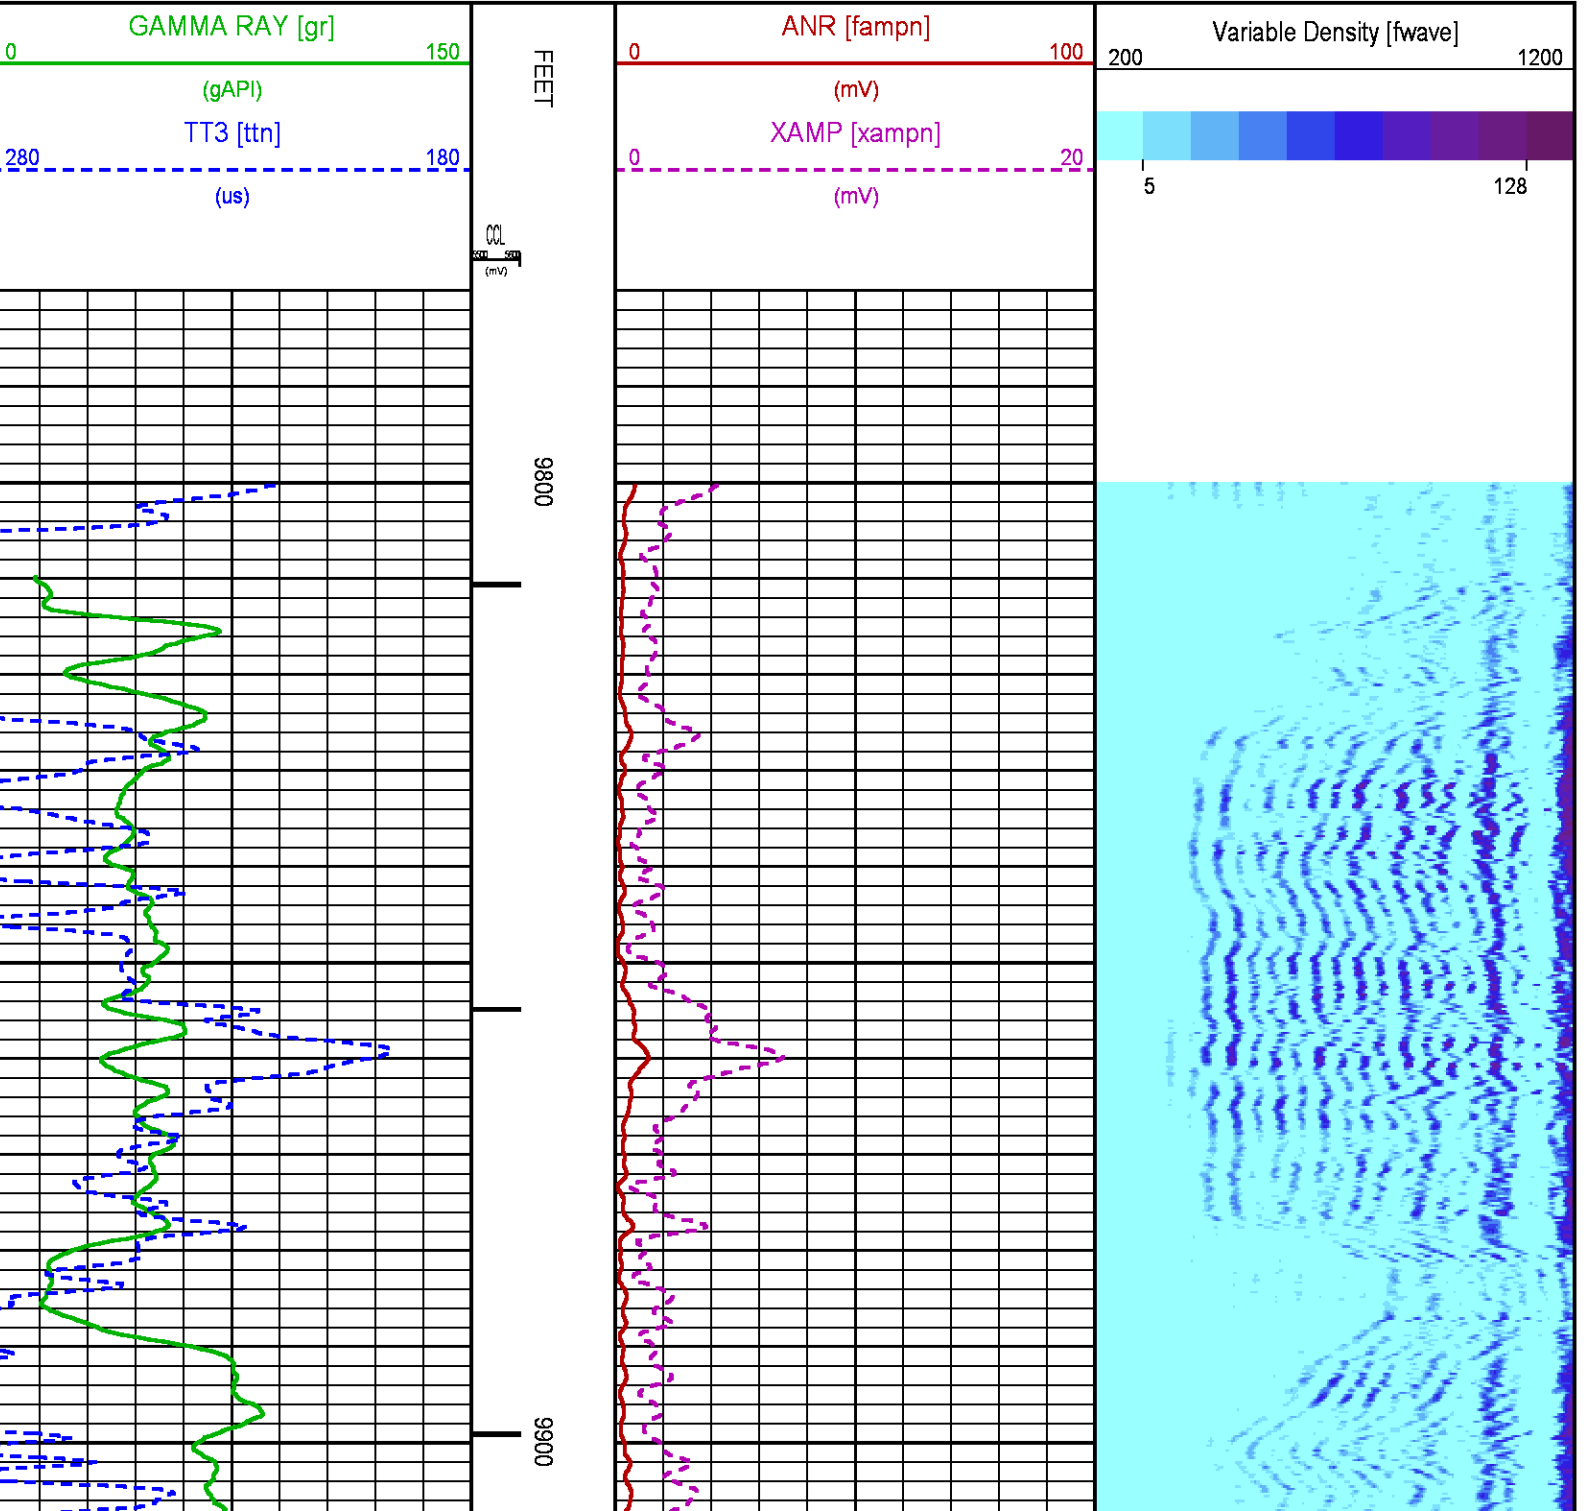 GAMMA RAY [gr]
0 150
(gAPI)
TT3 [ttn]
280 180
(us)
FEET
CCL
(mV)
ANR [fampn]
0 100
(mV)
XAMP [xampn]
0 20
(mV)
Variable Density [fwave]
200 1200
5 128
9800
9900